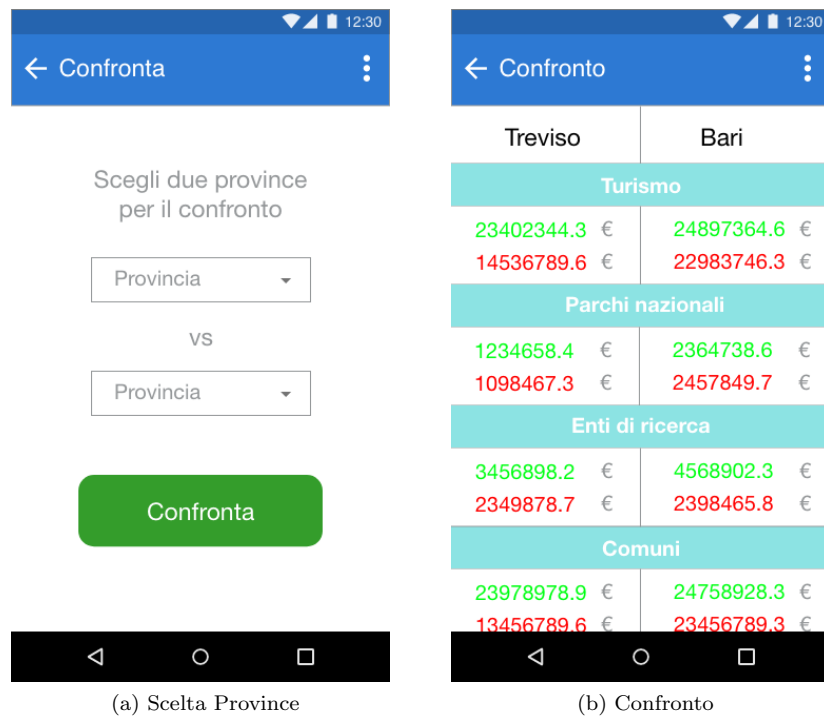 12:30
Confronta
Scegli due province
per il confronto
Provincia
vs
Provincia
Confronta
(a) Scelta Province
12:30
Confronto
Treviso Bari
Turismo
23402344.3 € 24897364.6 €
14536789.6 € 22983746.3 €
Parchi nazionali
1234658.4 € 2364738.6 €
1098467.3 € 2457849.7 €
Enti di ricerca
3456898.2 € 4568902.3 €
2349878.7 € 2398465.8 €
Comuni
23978978.9 € 24758928.3 €
13456789.6 € 23456789.3 €
(b) Confronto